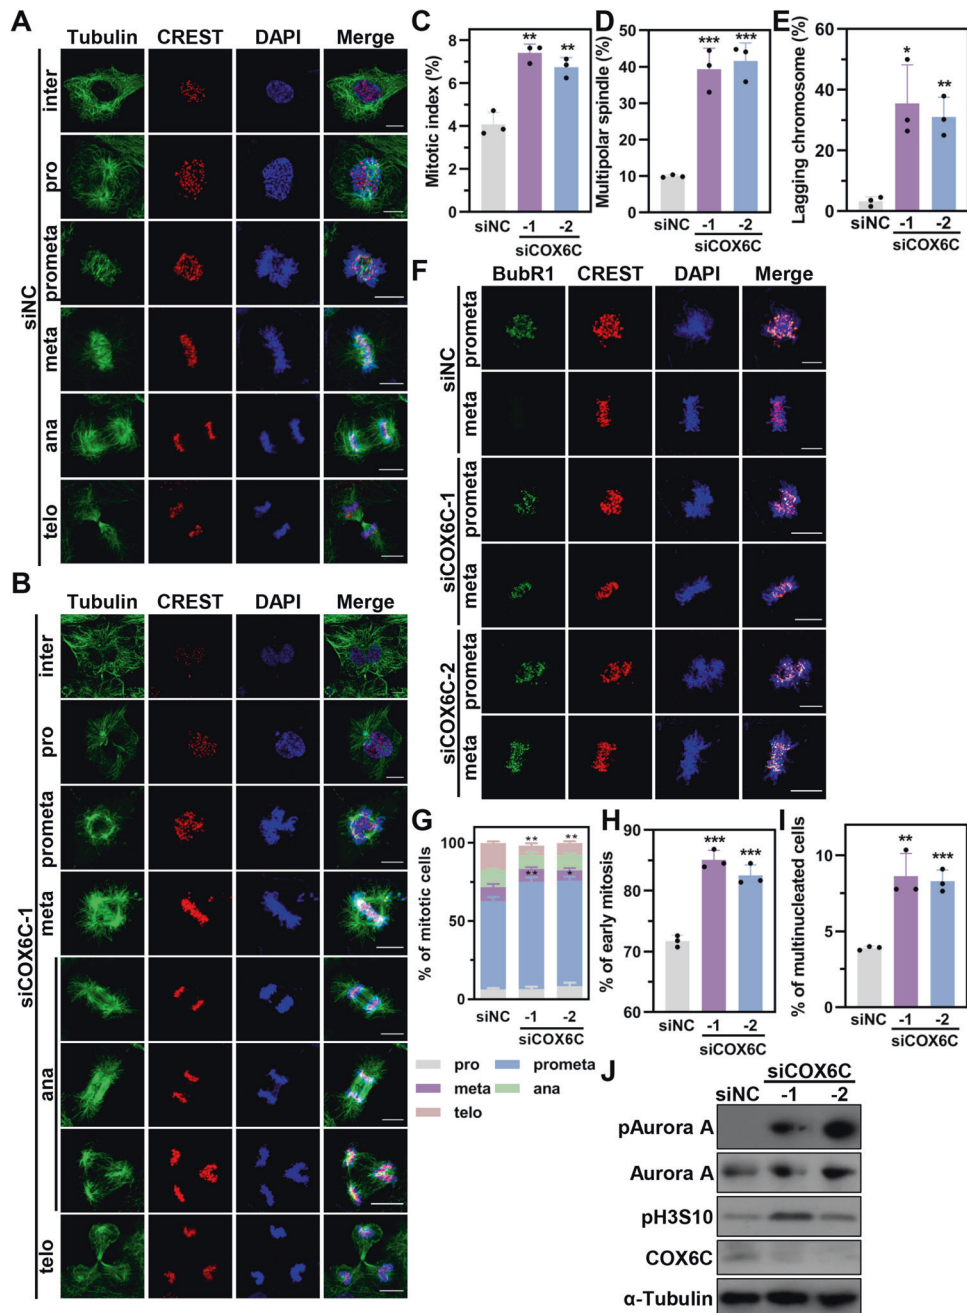 A
Tubulin CREST DAPI Merge
siNC
inter
pro
prometa
meta
ana
telo
B
Tubulin CREST DAPI Merge
siCOX6C-1
inter
pro
prometa
meta
ana
telo
C
Mitotic index (%)
8
6
4
2
0
**
**
siNC -1 -2
siCOX6C
D
Multipolar spindle (%)
50
40
30
20
10
0
***
***
siNC -1 -2
siCOX6C
E
Lagging chromosome (%)
60
40
20
0
*
**
siNC -1 -2
siCOX6C
F
BubR1 CREST DAPI Merge
siNC
prometa
meta
siCOX6C-1
prometa
meta
siCOX6C-2
prometa
meta
G
% of mitotic cells
100
50
0
** **
** *
siNC -1 -2
siCOX6C
pro prometa
meta ana
telo
H
% of early mitosis
90
80
70
60
***
***
siNC -1 -2
siCOX6C
I
% of multinucleated cells
10
5
0
**
***
siNC -1 -2
siCOX6C
J
siCOX6C
siNC -1 -2
pAurora A
Aurora A
pH3S10
COX6C
α-Tubulin